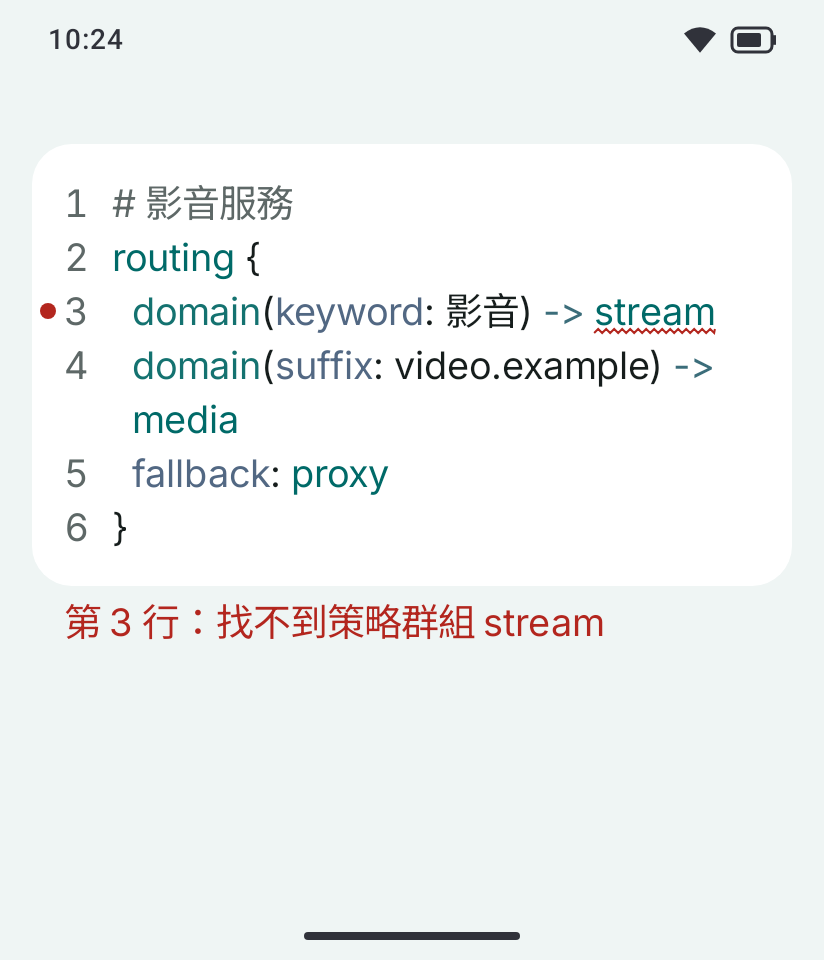 10:24
1 # 影音服務
2 routing {
3 domain(keyword: 影音) -> stream
4 domain(suffix: video.example) ->
media
5 fallback: proxy
6 }
第 3 行：找不到策略群組 stream